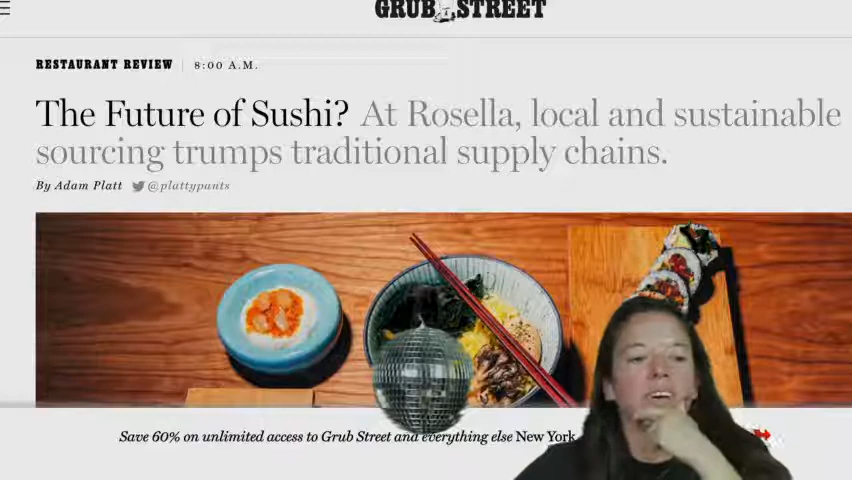 GRUB STREET
RESTAURANT REVIEW | 8:00 A.M.
The Future of Sushi? At Rosella, local and sustainable
sourcing trumps traditional supply chains.
By Adam Platt @plattypants
Save 60% on unlimited access to Grub Street and everything else New York